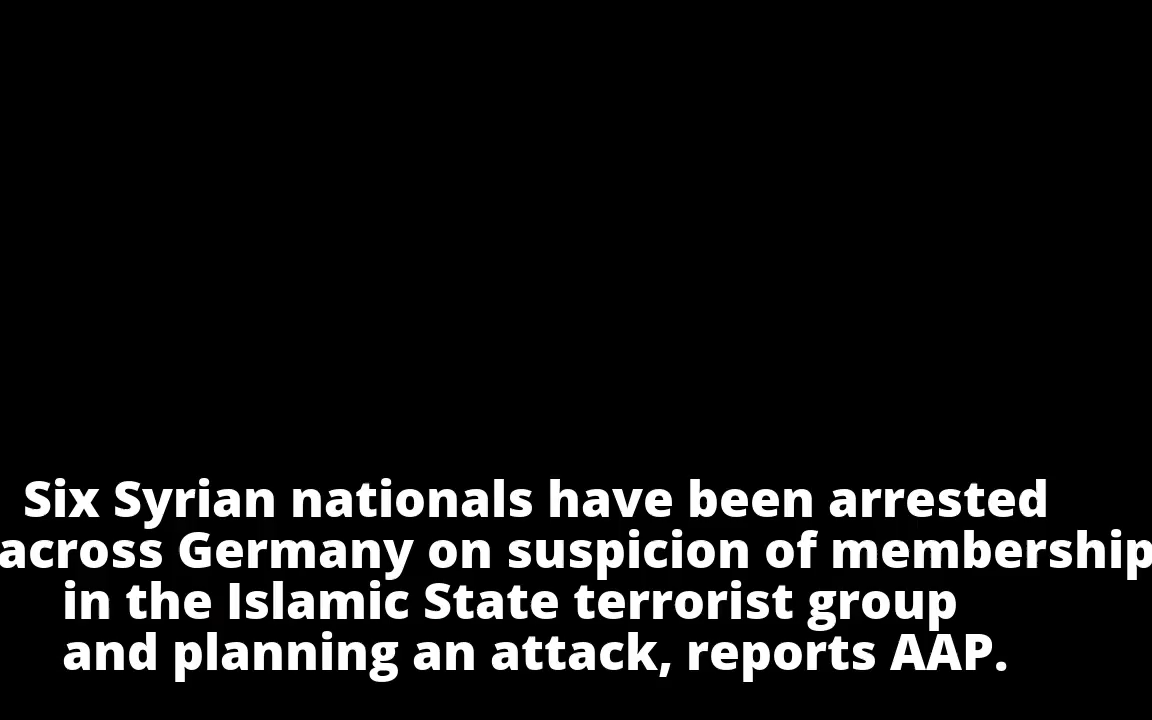 Six Syrian nationals have been arrested
across Germany on suspicion of membership
in the Islamic State terrorist group
and planning an attack, reports AAP.